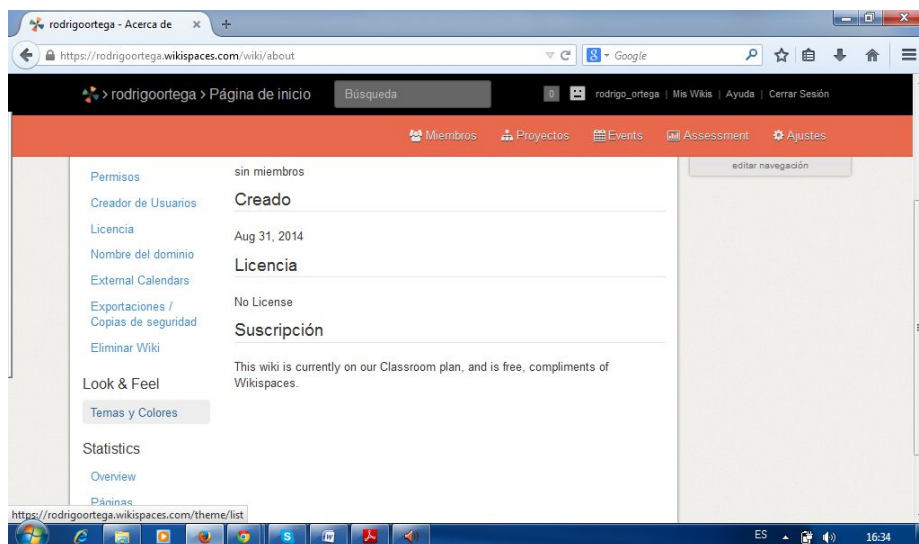 rodrigoortega - Acerca de
https://rodrigoortega.wikispaces.com/wiki/about
Google
rodrigoortega > Página de inicio
Búsqueda
0
rodrigo_ortega | Mis Wikis | Ayuda | Cerrar Sesión
Miembros
Proyectos
Events
Assessment
Ajustes
editar navegación
Permisos
Creador de Usuarios
Licencia
Nombre del dominio
External Calendars
Exportaciones /
Copias de seguridad
Eliminar Wiki
Look & Feel
Temas y Colores
Statistics
Overview
Páginas
sin miembros
Creado
Aug 31, 2014
Licencia
No License
Suscripción
This wiki is currently on our Classroom plan, and is free, compliments of
Wikispaces.
https://rodrigoortega.wikispaces.com/theme/list
ES
16:34